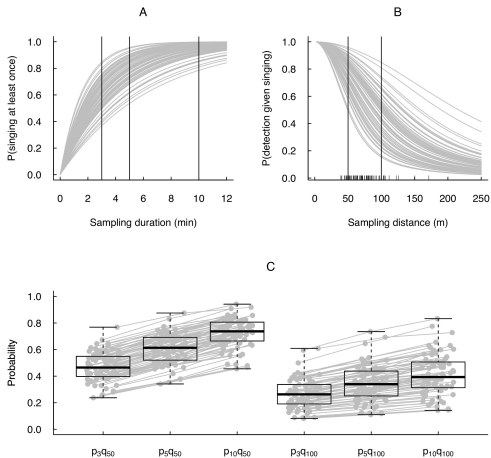 A
P(singing at least once)
1.0
0.8
0.6
0.4
0.2
0.0
0 2 4 6 8 10 12
Sampling duration (min)
B
P(detection given singing)
1.0
0.8
0.6
0.4
0.2
0.0
0 50 100 150 200 250
Sampling distance (m)
C
Probability
1.0
0.8
0.6
0.4
0.2
0.0
p₃q₅₀ p₅q₅₀ p₁₀q₅₀ p₃q₁₀₀ p₅q₁₀₀ p₁₀q₁₀₀